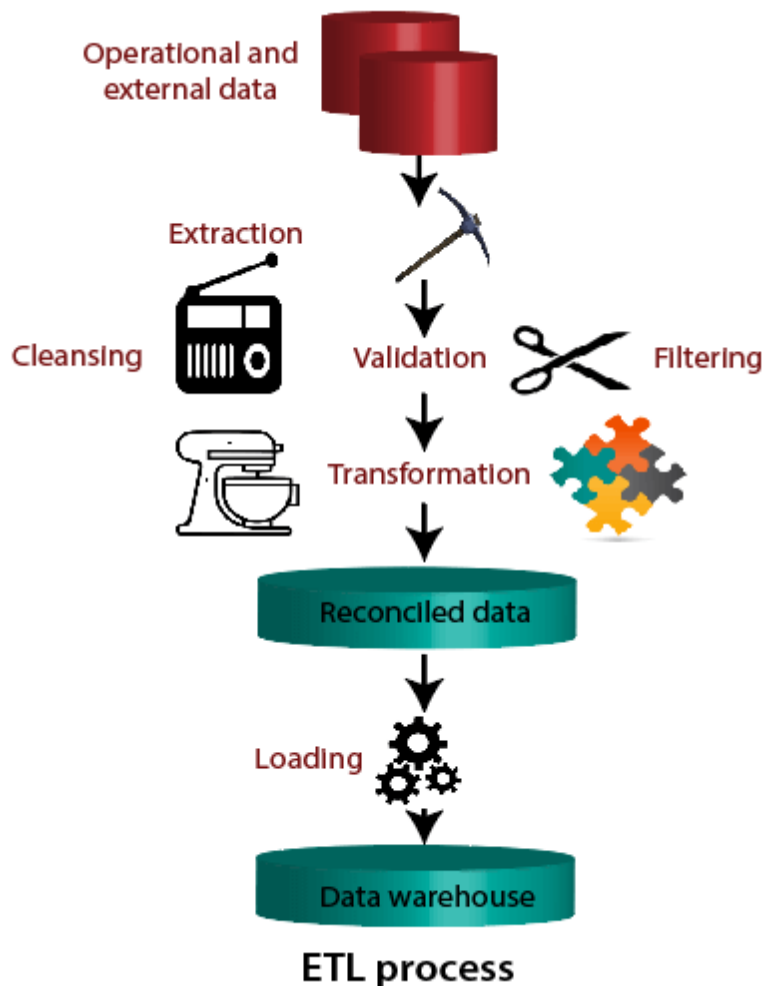 Operational and
external data
Extraction
Cleansing
Validation
Filtering
Transformation
Reconciled data
Loading
Data warehouse
ETL process